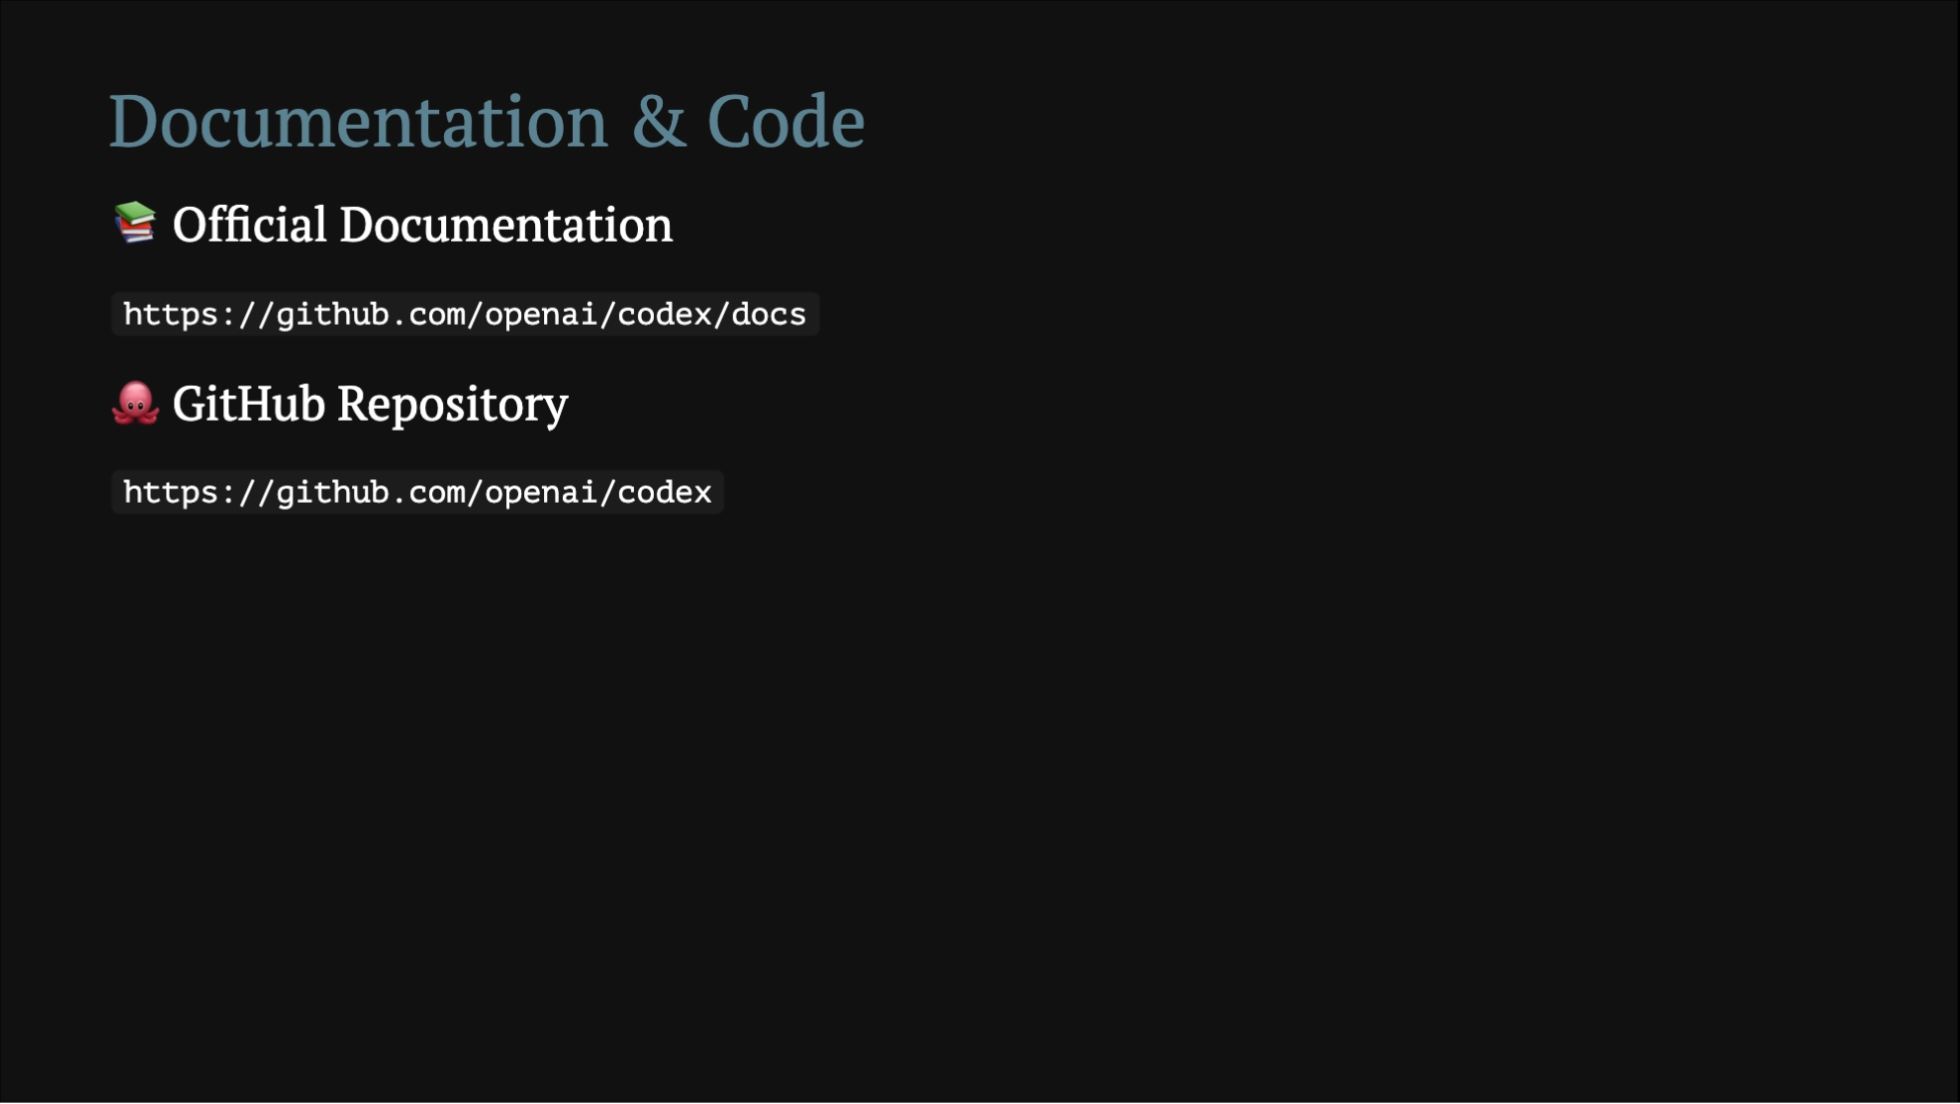 Documentation & Code
📚 Official Documentation
https://github.com/openai/codex/docs
🐙 GitHub Repository
https://github.com/openai/codex